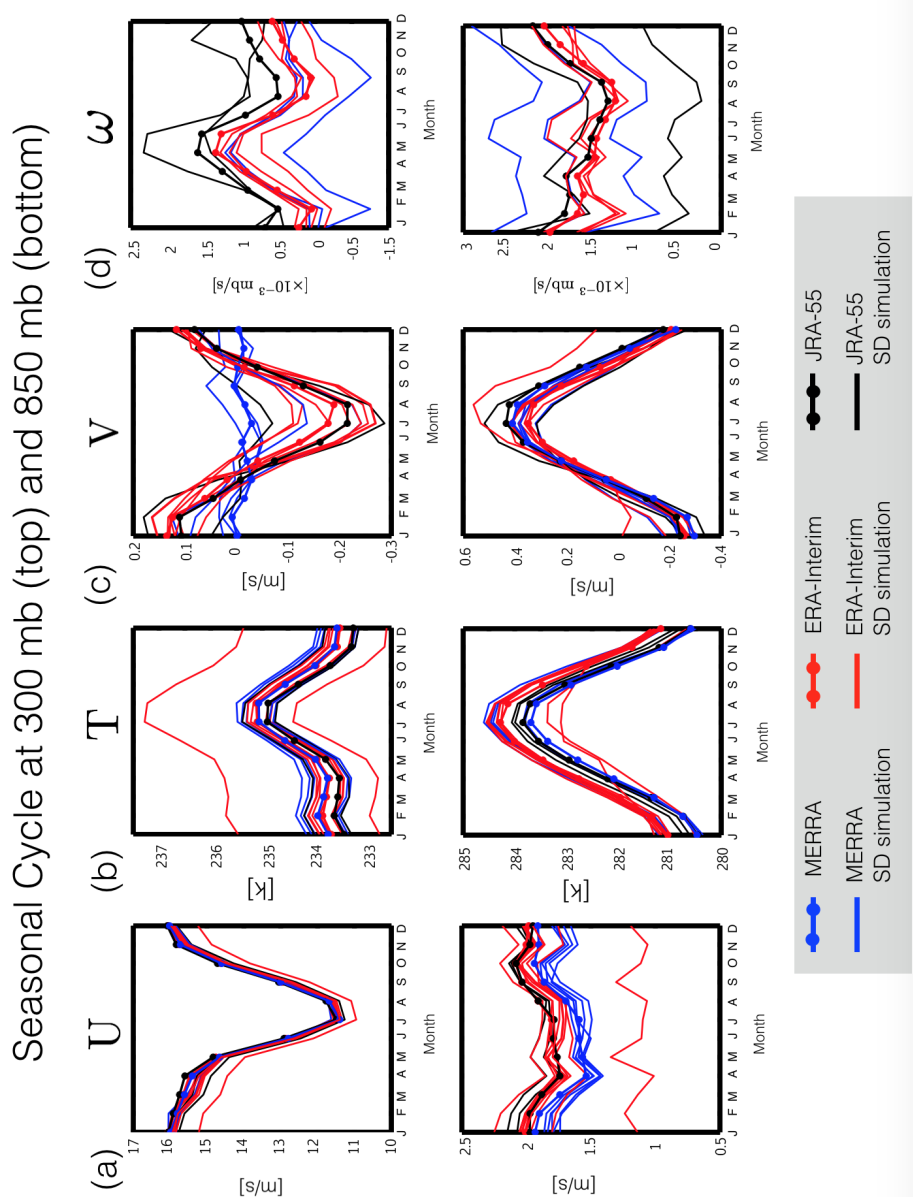 Seasonal Cycle at 300 mb (top) and 850 mb (bottom)
(a)
U
[m/s]
17
16
15
14
13
12
11
10
J F M A M J J A S O N D
Month
[m/s]
2.5
2
1.5
1
0.5
J F M A M J J A S O N D
Month
(b)
T
[k]
237
236
235
234
233
J F M A M J J A S O N D
Month
[K]
285
284
283
282
281
280
J F M A M J J A S O N D
Month
(c)
V
[m/s]
0.2
0.1
0
-0.1
-0.2
-0.3
J F M A M J J A S O N D
Month
[m/s]
0.6
0.4
0.2
0
-0.2
-0.4
J F M A M J J A S O N D
Month
(d)
ω
[×10⁻³ mb/s]
2.5
2
1.5
1
0.5
0
-0.5
-1
-1.5
J F M A M J J A S O N D
Month
[×10⁻³ mb/s]
3
2.5
2
1.5
1
0.5
0
J F M A M J J A S O N D
Month
MERRA
ERA-Interim
JRA-55
MERRA
SD simulation
ERA-Interim
SD simulation
JRA-55
SD simulation